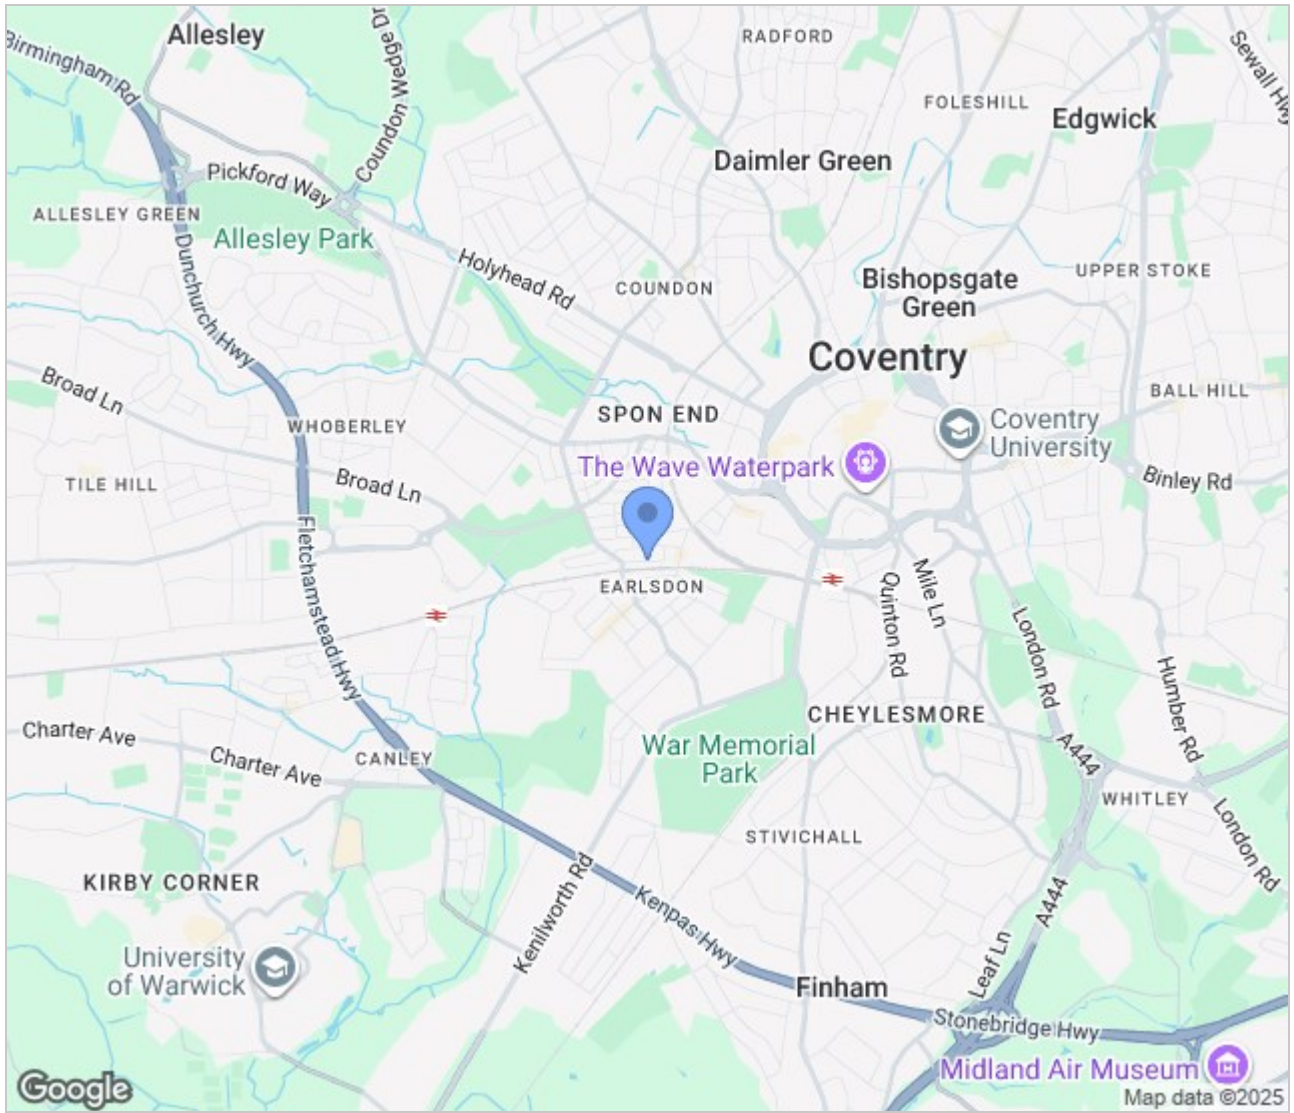 Allesley
RADFORD
Sewall Hwy
Birmingham Rd
Coundon Wedge Dr
FOLESHILL
Edgwick
Daimler Green
Pickford Way
ALLESLEY GREEN
Allesley Park
Holyhead Rd
COUNDON
Bishopsgate
Green
UPPER STOKE
Dunchurch Hwy
Coventry
Broad Ln
BALL HILL
WHOBERLEY
SPON END
Coventry
University
The Wave Waterpark
TILE HILL
Broad Ln
Binley Rd
Fletchamstead Hwy
EARLSDON
Quinton Rd
Mile Ln
London Rd
Humber Rd
CHEYLESMORE
Charter Ave
Charter Ave
CANLEY
War Memorial
Park
A444
WHITLEY
STIVICHALL
London Rd
KIRBY CORNER
Kenilworth Rd
Kenpas Hwy
A444
Leaf Ln
University
of Warwick
Finham
Stonebridge Hwy
Midland Air Museum
Google
Map data ©2025